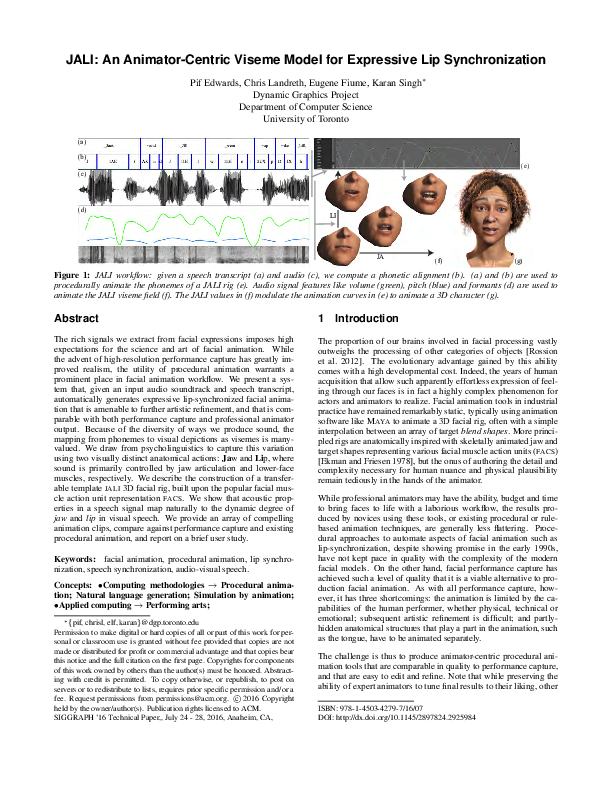 JALI: An Animator-Centric Viseme Model for Expressive Lip Synchronization
Pif Edwards, Chris Landreth, Eugene Fiume, Karan Singh*
Dynamic Graphics Project
Department of Computer Science
University of Toronto
(a)
(b)
(c)
(d)
(e)
LI
JA
(f)
(g)
Figure 1: JALI workflow: given a speech transcript (a) and audio (c), we compute a phonetic alignment (b). (a) and (b) are used to
procedurally animate the phonemes of a JALI rig (e). Audio signal features like volume (green), pitch (blue) and formants (d) are used to
animate the JALI viseme field (f). The JALI values in (f) modulate the animation curves in (e) to animate a 3D character (g).
Abstract
The rich signals we extract from facial expressions imposes high
expectations for the science and art of facial animation. While
the advent of high-resolution performance capture has greatly im-
proved realism, the utility of procedural animation warrants a
prominent place in facial animation workflow. We present a sys-
tem that, given an input audio soundtrack and speech transcript,
automatically generates expressive lip-synchronized facial anima-
tion that is amenable to further artistic refinement, and that is com-
parable with both performance capture and professional animator
output. Because of the diversity of ways we produce sound, the
mapping from phonemes to visual depictions as visemes is many-
valued. We draw from psycholinguistics to capture this variation
using two visually distinct anatomical actions: Jaw and Lip, where
sound is primarily controlled by jaw articulation and lower-face
muscles, respectively. We describe the construction of a transfer-
able template JALI 3D facial rig, built upon the popular facial mus-
cle action unit representation FACS. We show that acoustic prop-
erties in a speech signal map naturally to the dynamic degree of
jaw and lip in visual speech. We provide an array of compelling
animation clips, compare against performance capture and existing
procedural animation, and report on a brief user study.
Keywords: facial animation, procedural animation, lip synchro-
nization, speech synchronization, audio-visual speech.
Concepts: •Computing methodologies → Procedural anima-
tion; Natural language generation; Simulation by animation;
•Applied computing → Performing arts;
*{pif, chrisl, elf, karan}@dgp.toronto.edu
Permission to make digital or hard copies of all or part of this work for per-
sonal or classroom use is granted without fee provided that copies are not
made or distributed for profit or commercial advantage and that copies bear
this notice and the full citation on the first page. Copyrights for components
of this work owned by others than the author(s) must be honored. Abstract-
ing with credit is permitted. To copy otherwise, or republish, to post on
servers or to redistribute to lists, requires prior specific permission and/or a
fee. Request permissions from permissions@acm.org. © 2016 Copyright
held by the owner/author(s). Publication rights licensed to ACM.
SIGGRAPH '16 Technical Paper,, July 24 - 28, 2016, Anaheim, CA,
1 Introduction
The proportion of our brains involved in facial processing vastly
outweighs the processing of other categories of objects [Rossion
et al. 2012]. The evolutionary advantage gained by this ability
comes with a high developmental cost. Indeed, the years of human
acquisition that allow such apparently effortless expression of feel-
ing through our faces is in fact a highly complex phenomenon for
actors and animators to realize. Facial animation tools in industrial
practice have remained remarkably static, typically using animation
software like MAYA to animate a 3D facial rig, often with a simple
interpolation between an array of target blend shapes. More princi-
pled rigs are anatomically inspired with skeletally animated jaw and
target shapes representing various facial muscle action units (FACS)
[Ekman and Friesen 1978], but the onus of authoring the detail and
complexity necessary for human nuance and physical plausibility
remain tediously in the hands of the animator.
While professional animators may have the ability, budget and time
to bring faces to life with a laborious workflow, the results pro-
duced by novices using these tools, or existing procedural or rule-
based animation techniques, are generally less flattering. Proce-
dural approaches to automate aspects of facial animation such as
lip-synchronization, despite showing promise in the early 1990s,
have not kept pace in quality with the complexity of the modern
facial models. On the other hand, facial performance capture has
achieved such a level of quality that it is a viable alternative to pro-
duction facial animation. As with all performance capture, how-
ever, it has three shortcomings: the animation is limited by the ca-
pabilities of the human performer, whether physical, technical or
emotional; subsequent artistic refinement is difficult; and partly-
hidden anatomical structures that play a part in the animation, such
as the tongue, have to be animated separately.
The challenge is thus to produce animator-centric procedural ani-
mation tools that are comparable in quality to performance capture,
and that are easy to edit and refine. Note that while preserving the
ability of expert animators to tune final results to their liking, other
ISBN: 978-1-4503-4279-7/16/07
DOI: http://dx.doi.org/10.1145/2897824.2925984